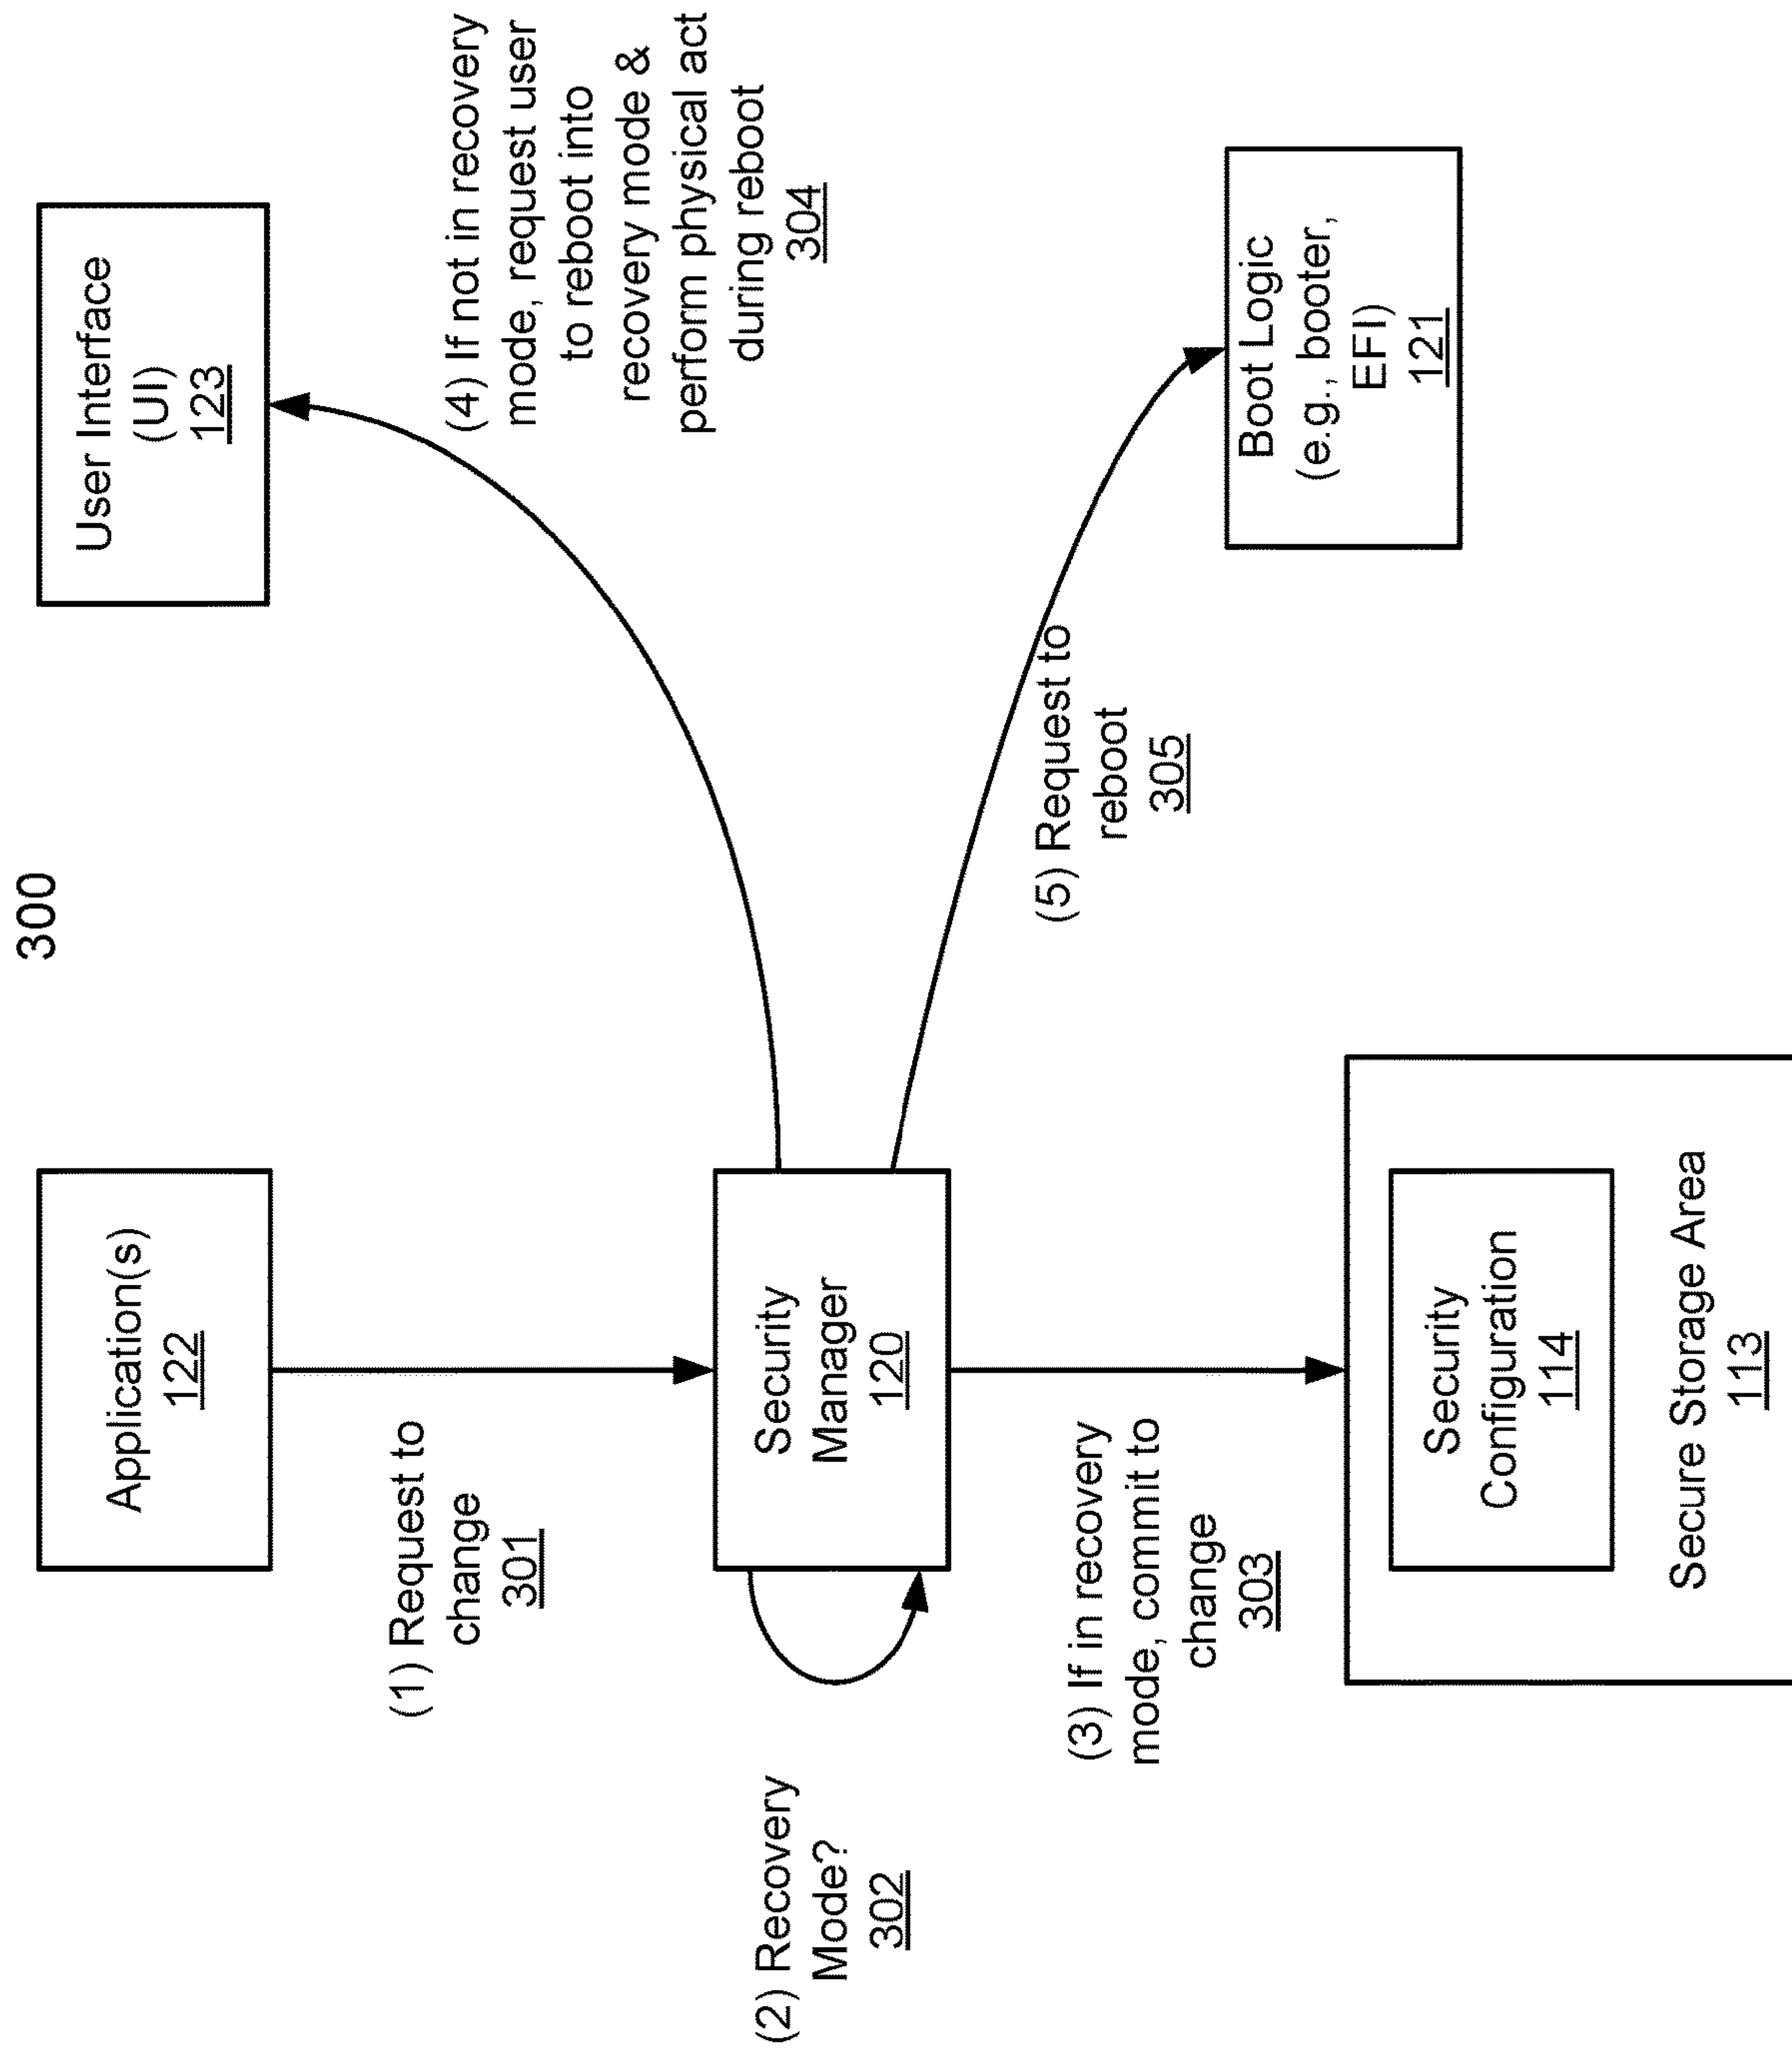 300
Application(s)
122
User Interface
(UI)
123
(1) Request to
change
301
(4) If not in recovery
mode, request user
to reboot into
recovery mode &
perform physical act
during reboot
304
(2) Recovery
Mode?
302
Security
Manager
120
(3) If in recovery
mode, commit to
change
303
(5) Request to
reboot
305
Boot Logic
(e.g., booter,
EFI)
121
Security
Configuration
114
Secure Storage Area
113